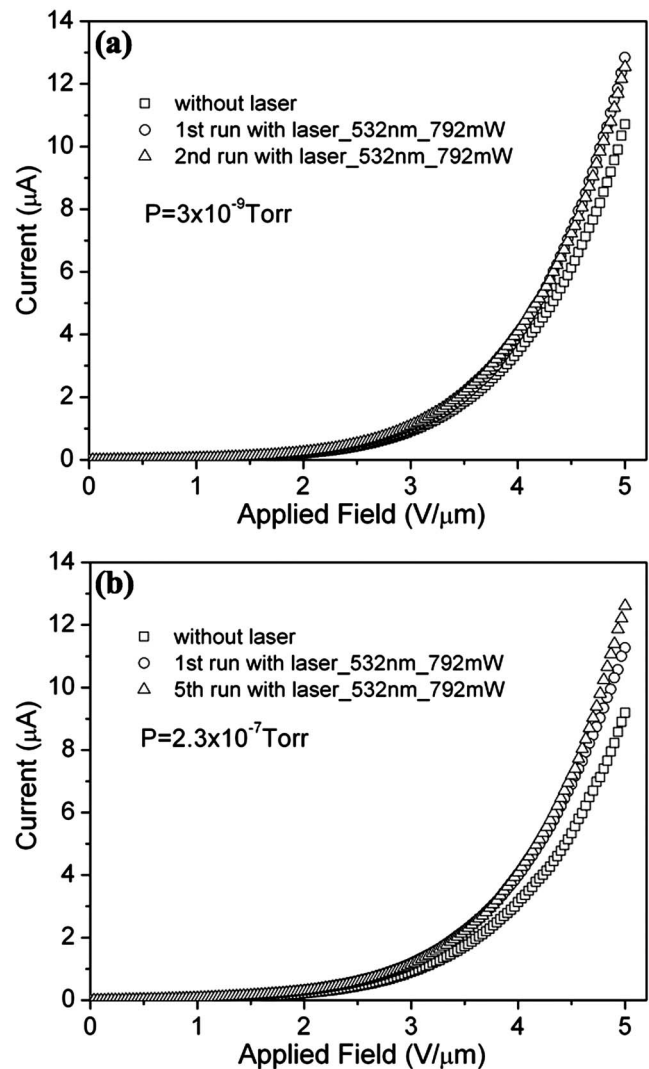 (a)
without laser
1st run with laser_532nm_792mW
2nd run with laser_532nm_792mW
P=3x10⁻⁹Torr
Current (μA)
14
12
10
8
6
4
2
0
0 1 2 3 4 5
Applied Field (V/μm)
(b)
without laser
1st run with laser_532nm_792mW
5th run with laser_532nm_792mW
P=2.3x10⁻⁷Torr
Current (μA)
14
12
10
8
6
4
2
0
0 1 2 3 4 5
Applied Field (V/μm)